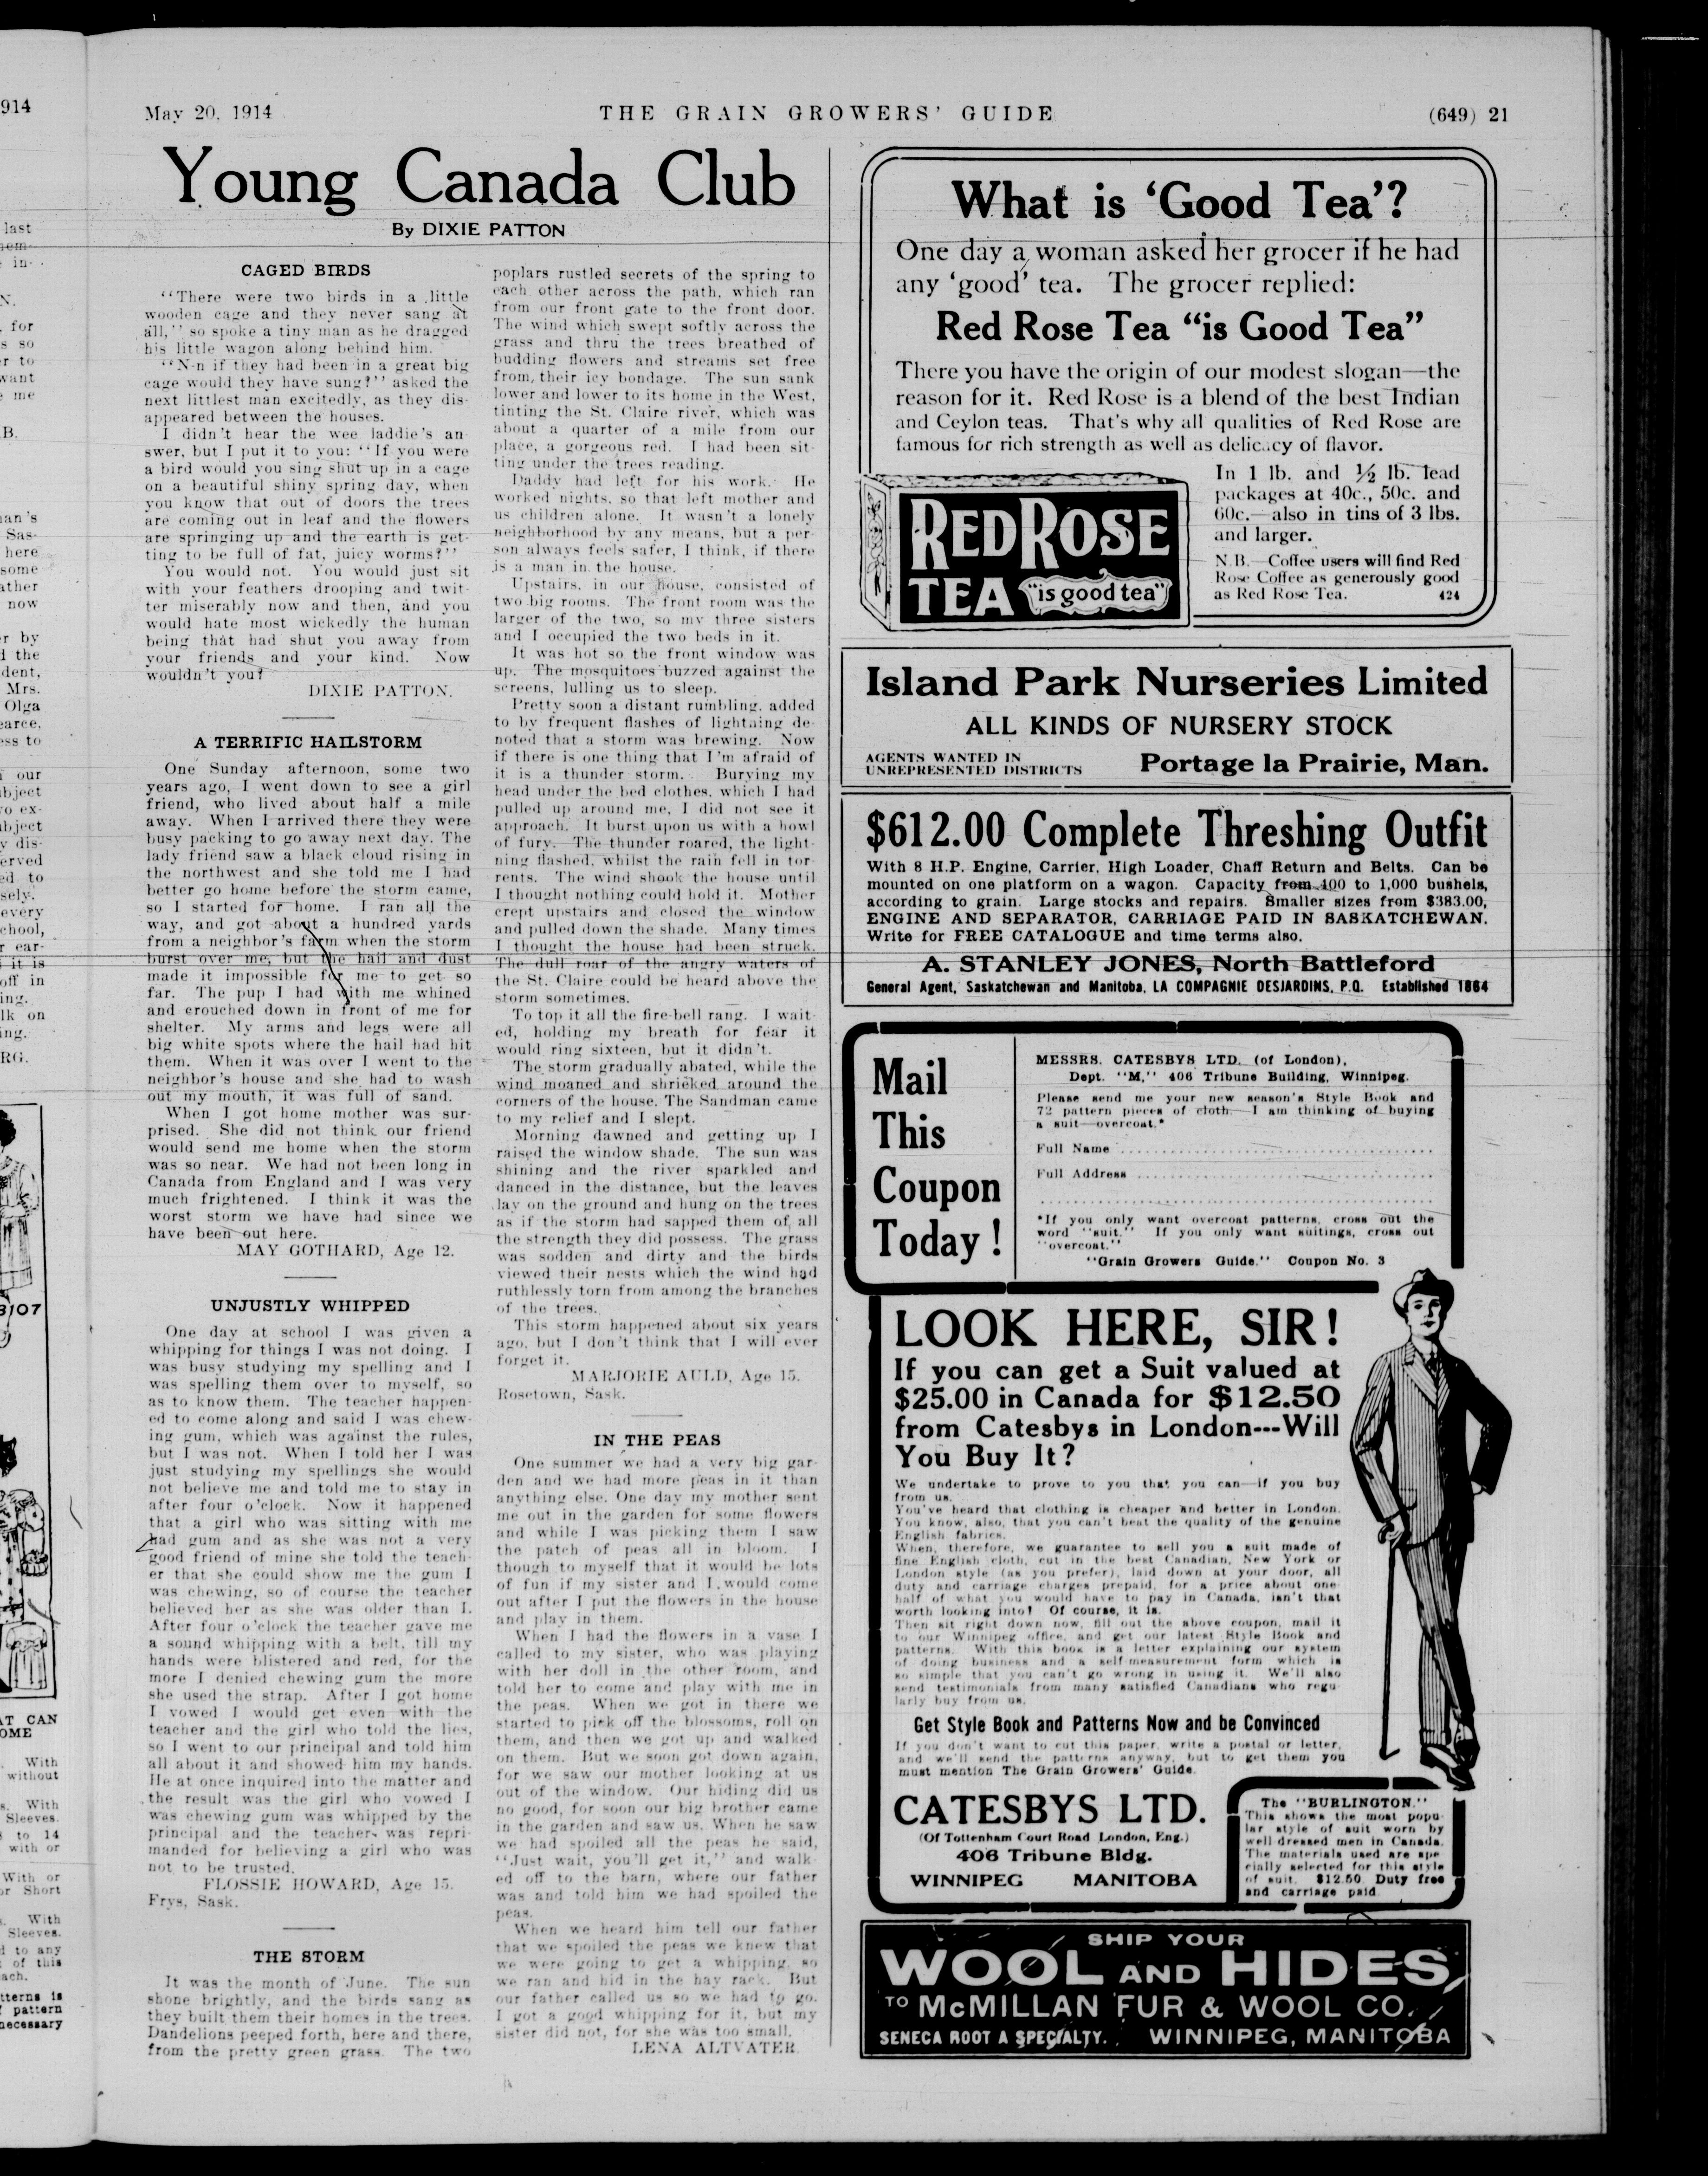 May 20, 1914
THE GRAIN GROWERS' GUIDE
(649) 21
Young Canada Club
By DIXIE PATTON
CAGED BIRDS
"There were two birds in a little
wooden cage and they never sang at
all," so spoke a tiny man as he dragged
his little wagon along behind him.
"N-n if they had been in a great big
cage would they have sung?" asked the
next littlest man excitedly, as they dis-
appeared between the houses.
I didn't hear the wee laddie's an-
swer, but I put it to you: "If you were
a bird would you sing shut up in a cage
on a beautiful shiny spring day, when
you know that out of doors the trees
are coming out in leaf and the flowers
are springing up and the earth is get-
ting to be full of fat, juicy worms?"
You would not. You would just sit
with your feathers drooping and twit-
ter miserably now and then, and you
would hate most wickedly the human
being that had shut you away from
your friends and your kind. Now
wouldn't you?
DIXIE PATTON.
A TERRIFIC HAILSTORM
One Sunday afternoon, some two
years ago, I went down to see a girl
friend, who lived about half a mile
away. When I arrived there they were
busy packing to go away next day. The
lady friend saw a black cloud rising in
the northwest and she told me I had
better go home before the storm came,
so I started for home. I ran all the
way, and got about a hundred yards
from a neighbor's farm when the storm
burst over me, but the hail and dust
made it impossible for me to get so
far. The pup I had with me whined
and crouched down in front of me for
shelter. My arms and legs were all
big white spots where the hail had hit
them. When it was over I went to the
neighbor's house and she had to wash
out my mouth, it was full of sand.
When I got home mother was sur-
prised. She did not think our friend
would send me home when the storm
was so near. We had not been long in
Canada from England and I was very
much frightened. I think it was the
worst storm we have had since we
have been out here.
MAY GOTHARD, Age 12.
UNJUSTLY WHIPPED
One day at school I was given a
whipping for things I was not doing. I
was busy studying my spelling and I
was spelling them over to myself, so
as to know them. The teacher happen-
ed to come along and said I was chew-
ing gum, which was against the rules,
but I was not. When I told her I was
just studying my spellings she would
not believe me and told me to stay in
after four o'clock. Now it happened
that a girl who was sitting with me
had gum and as she was not a very
good friend of mine she told the teach-
er that she could show me the gum I
was chewing, so of course the teacher
believed her as she was older than I.
After four o'clock the teacher gave me
a sound whipping with a belt, till my
hands were blistered and red, for the
more I denied chewing gum the more
she used the strap. After I got home
I vowed I would get even with the
teacher and the girl who told the lies,
so I went to our principal and told him
all about it and showed him my hands.
He at once inquired into the matter and
the result was the girl who vowed I
was chewing gum was whipped by the
principal and the teacher was repri-
manded for believing a girl who was
not to be trusted.
FLOSSIE HOWARD, Age 15.
Frys, Sask.
THE STORM
It was the month of June. The sun
shone brightly, and the birds sang as
they built them their homes in the trees.
Dandelions peeped forth, here and there,
from the pretty green grass. The two
poplars rustled secrets of the spring to
each other across the path, which ran
from our front gate to the front door.
The wind which swept softly across the
grass and thru the trees breathed of
budding flowers and streams set free
from their icy bondage. The sun sank
lower and lower to its home in the West,
tinting the St. Claire river, which was
about a quarter of a mile from our
place, a gorgeous red. I had been sit-
ting under the trees reading.
Daddy had left for his work. He
worked nights, so that left mother and
us children alone. It wasn't a lonely
neighborhood by any means, but a per-
son always feels safer, I think, if there
is a man in the house.
Upstairs, in our house, consisted of
two big rooms. The front room was the
larger of the two, so my three sisters
and I occupied the two beds in it.
It was hot so the front window was
up. The mosquitoes buzzed against the
screens, lulling us to sleep.
Pretty soon a distant rumbling, added
to by frequent flashes of lightning de-
noted that a storm was brewing. Now
if there is one thing that I'm afraid of
it is a thunder storm. Burying my
head under the bed clothes, which I had
pulled up around me, I did not see it
approach. It burst upon us with a howl
of fury. The thunder roared, the light-
ning flashed, whilst the rain fell in tor-
rents. The wind shook the house until
I thought nothing could hold it. Mother
crept upstairs and closed the window
and pulled down the shade. Many times
I thought the house had been struck.
The dull roar of the angry waters of
the St. Claire could be heard above the
storm sometimes.
To top it all the fire-bell rang. I wait-
ed, holding my breath for fear it
would ring sixteen, but it didn't.
The storm gradually abated, while the
wind moaned and shrieked around the
corners of the house. The Sandman came
to my relief and I slept.
Morning dawned and getting up I
raised the window shade. The sun was
shining and the river sparkled and
danced in the distance, but the leaves
lay on the ground and hung on the trees
as if the storm had sapped them of all
the strength they did possess. The grass
was sodden and dirty and the birds
viewed their nests which the wind had
ruthlessly torn from among the branches
of the trees.
This storm happened about six years
ago, but I don't think that I will ever
forget it.
MARJORIE AULD, Age 15.
Rosetown, Sask.
IN THE PEAS
One summer we had a very big gar-
den and we had more peas in it than
anything else. One day my mother sent
me out in the garden for some flowers
and while I was picking them I saw
the patch of peas all in bloom. I
though to myself that it would be lots
of fun if my sister and I would come
out after I put the flowers in the house
and play in them.
When I had the flowers in a vase I
called to my sister, who was playing
with her doll in the other room, and
told her to come and play with me in
the peas. When we got in there we
started to pick off the blossoms, roll on
them, and then we got up and walked
on them. But we soon got down again,
for we saw our mother looking at us
out of the window. Our hiding did us
no good, for soon our big brother came
in the garden and saw us. When he saw
we had spoiled all the peas he said,
"Just wait, you'll get it," and walk-
ed off to the barn, where our father
was and told him we had spoiled the
peas.
When we heard him tell our father
that we spoiled the peas we knew that
we were going to get a whipping, so
we ran and hid in the hay rack. But
our father called us so we had to go.
I got a good whipping for it, but my
sister did not, for she was too small.
LENA ALTVATER.
What is 'Good Tea'?
One day a woman asked her grocer if he had
any 'good' tea. The grocer replied:
Red Rose Tea "is Good Tea"
There you have the origin of our modest slogan—the
reason for it. Red Rose is a blend of the best Indian
and Ceylon teas. That's why all qualities of Red Rose are
famous for rich strength as well as delicacy of flavor.
In 1 lb. and ½ lb. lead
packages at 40c., 50c. and
60c.—also in tins of 3 lbs.
and larger.
N.B.—Coffee users will find Red
Rose Coffee as generously good
as Red Rose Tea. 424
RED ROSE
TEA "is good tea"
Island Park Nurseries Limited
ALL KINDS OF NURSERY STOCK
AGENTS WANTED IN
UNREPRESENTED DISTRICTS
Portage la Prairie, Man.
$612.00 Complete Threshing Outfit
With 8 H.P. Engine, Carrier, High Loader, Chaff Return and Belts. Can be
mounted on one platform on a wagon. Capacity from 400 to 1,000 bushels,
according to grain. Large stocks and repairs. Smaller sizes from $383.00,
ENGINE AND SEPARATOR, CARRIAGE PAID IN SASKATCHEWAN.
Write for FREE CATALOGUE and time terms also.
A. STANLEY JONES, North Battleford
General Agent, Saskatchewan and Manitoba, LA COMPAGNIE DESJARDINS, P.Q. Established 1864
Mail
This
Coupon
Today!
MESSRS. CATESBYS LTD. (of London),
Dept. "M," 406 Tribune Building, Winnipeg.
Please send me your new season's Style Book and
72 pattern pieces of cloth. I am thinking of buying
a suit—overcoat.*
Full Name
Full Address
*If you only want overcoat patterns, cross out the
word "suit." If you only want suitings, cross out
"overcoat."
"Grain Growers Guide." Coupon No. 3
LOOK HERE, SIR!
If you can get a Suit valued at
$25.00 in Canada for $12.50
from Catesbys in London---Will
You Buy It?
We undertake to prove to you that you can—if you buy
from us.
You've heard that clothing is cheaper and better in London.
You know, also, that you can't beat the quality of the genuine
English fabrics.
When, therefore, we guarantee to sell you a suit made of
fine English cloth, cut in the best Canadian, New York or
London style (as you prefer), laid down at your door, all
duty and carriage charges prepaid, for a price about one-
half of what you would have to pay in Canada, isn't that
worth looking into? Of course, it is.
Then sit right down now, fill out the above coupon, mail it
to our Winnipeg office, and get our latest Style Book and
patterns. With this book is a letter explaining our system
of doing business and a self measurement form which is
so simple that you can't go wrong in using it. We'll also
send testimonials from many satisfied Canadians who regu-
larly buy from us.
Get Style Book and Patterns Now and be Convinced
If you don't want to cut this paper, write a postal or letter,
and we'll send the patterns anyway, but to get them you
must mention The Grain Growers' Guide.
CATESBYS LTD.
(Of Tottenham Court Road London, Eng.)
406 Tribune Bldg.
WINNIPEG MANITOBA
The "BURLINGTON."
This shows the most popu-
lar style of suit worn by
well dressed men in Canada.
The materials used are spe-
cially selected for this style
of suit. $12.50 Duty free
and carriage paid
SHIP YOUR
WOOL AND HIDES
TO McMILLAN FUR & WOOL CO.
SENECA ROOT A SPECIALTY. WINNIPEG, MANITOBA
914
last
in-
N.
for
s so
r to
want
me
B.
an's
Sas-
here
some
ather
now
r by
the
dent,
Mrs.
Olga
earce.
ess to
our
bject
o ex-
bject
dis-
erved
ed to
sely.
every
chool,
r ear-
it is
off in
ing.
lk on
ing.
RG.
3107
AT CAN
OME
With
without
With
Sleeves.
to 14
with or
With or
or Short
With
Sleeves.
to any
of this
ach.
tterns is
pattern
necessary